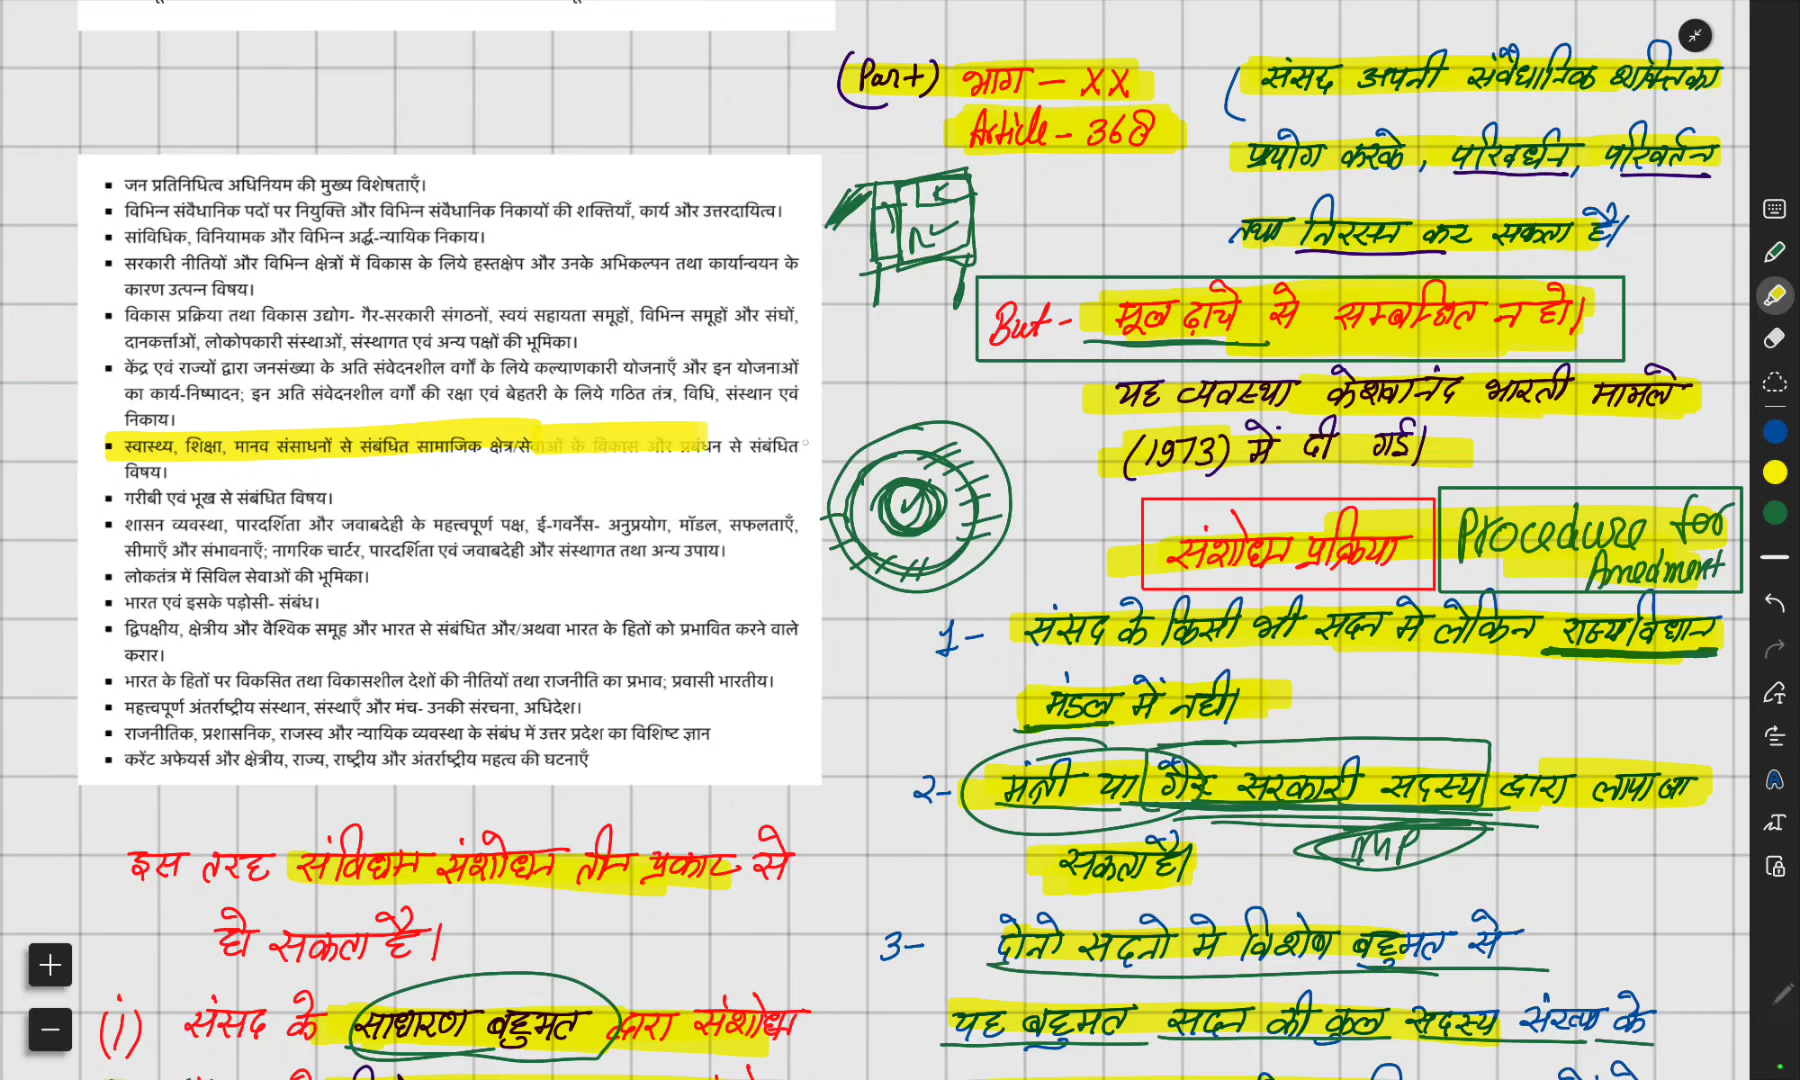 जन प्रतिनिधित्व अधिनियम की मुख्य विशेषताएँ।
विभिन्न संवैधानिक पदों पर नियुक्ति और विभिन्न संवैधानिक निकायों की शक्तियाँ, कार्य और उत्तरदायित्व।
सांविधिक, विनियामक और विभिन्न अर्द्ध-न्यायिक निकाय।
सरकारी नीतियों और विभिन्न क्षेत्रों में विकास के लिये हस्तक्षेप और उनके अभिकल्पन तथा कार्यान्वयन के
कारण उत्पन्न विषय।
विकास प्रक्रिया तथा विकास उद्योग- गैर-सरकारी संगठनों, स्वयं सहायता समूहों, विभिन्न समूहों और संघों,
दानकर्त्ताओं, लोकोपकारी संस्थाओं, संस्थागत एवं अन्य पक्षों की भूमिका।
केंद्र एवं राज्यों द्वारा जनसंख्या के अति संवेदनशील वर्गों के लिये कल्याणकारी योजनाएँ और इन योजनाओं
का कार्य-निष्पादन; इन अति संवेदनशील वर्गों की रक्षा एवं बेहतरी के लिये गठित तंत्र, विधि, संस्थान एवं
निकाय।
स्वास्थ्य, शिक्षा, मानव संसाधनों से संबंधित सामाजिक क्षेत्र/सेवाओं के विकास और प्रबंधन से संबंधित
विषय।
गरीबी एवं भूख से संबंधित विषय।
शासन व्यवस्था, पारदर्शिता और जवाबदेही के महत्त्वपूर्ण पक्ष, ई-गवर्नेंस- अनुप्रयोग, मॉडल, सफलताएँ,
सीमाएँ और संभावनाएँ; नागरिक चार्टर, पारदर्शिता एवं जवाबदेही और संस्थागत तथा अन्य उपाय।
लोकतंत्र में सिविल सेवाओं की भूमिका।
भारत एवं इसके पड़ोसी- संबंध।
द्विपक्षीय, क्षेत्रीय और वैश्विक समूह और भारत से संबंधित और/अथवा भारत के हितों को प्रभावित करने वाले
करार।
भारत के हितों पर विकसित तथा विकासशील देशों की नीतियों तथा राजनीति का प्रभाव; प्रवासी भारतीय।
महत्त्वपूर्ण अंतर्राष्ट्रीय संस्थान, संस्थाएँ और मंच- उनकी संरचना, अधिदेश।
राजनीतिक, प्रशासनिक, राजस्व और न्यायिक व्यवस्था के संबंध में उत्तर प्रदेश का विशिष्ट ज्ञान
करेंट अफेयर्स और क्षेत्रीय, राज्य, राष्ट्रीय और अंतर्राष्ट्रीय महत्व की घटनाएँ
इस तरह संविधान संशोधन तीन प्रकार से
हो सकता है।
(i) संसद के साधारण बहुमत द्वारा संशोधन
(Part) भाग - XX
Article - 368
(संसद अपनी संवैधानिक शक्ति का
प्रयोग करके, परिवर्धन, परिवर्तन
तथा निरसन कर सकता है।
But - मूल ढ़ांचे से सम्बन्धित न हो।
यह व्यवस्था केशवानंद भारती मामले
(1973) में दी गई।
संशोधन प्रक्रिया
Procedure for
Amedment
1- संसद के किसी भी सदन मे लेकिन राज्य विधान
मंडल में नही।
2- मंत्री या गैर सरकारी सदस्य द्वारा लाया जा
MP
सकता है।
3- दोनो सदनो मे विशेष बहुमत से
यह बहुमत सदन की कुल सदस्य संख्या के